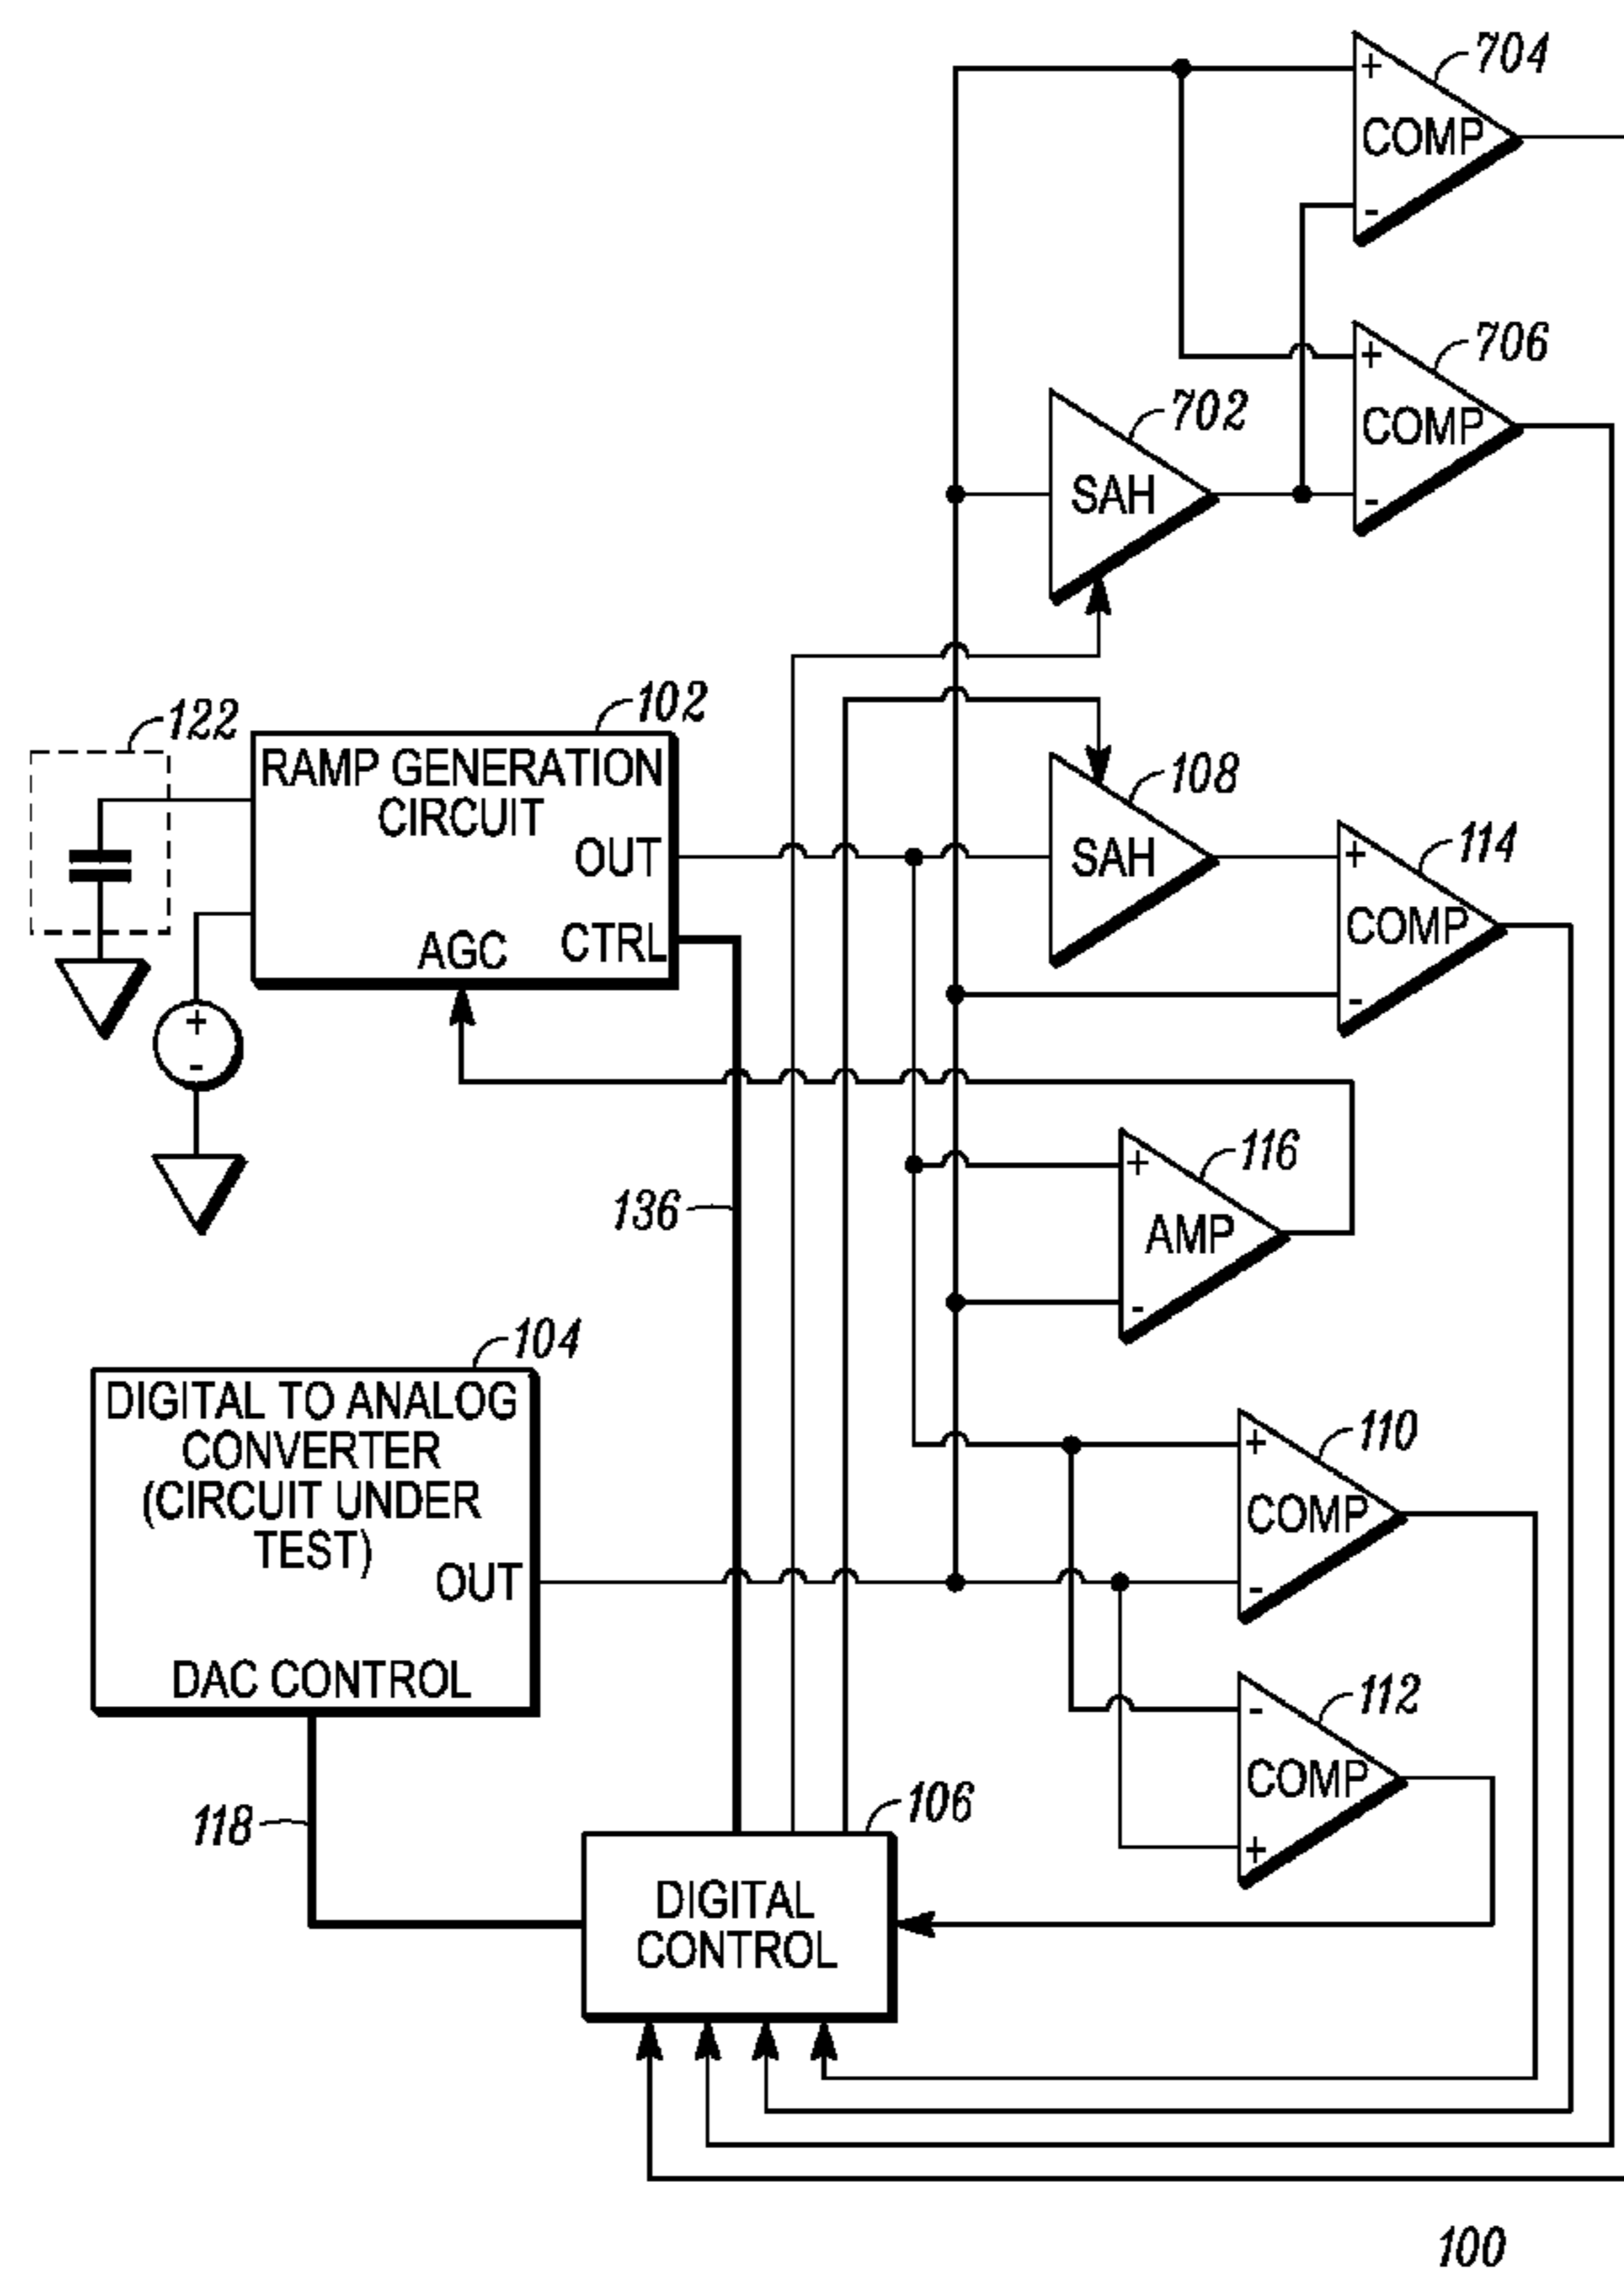 704
+
COMP
-
706
+
COMP
-
702
SAH
122
102
RAMP GENERATION
CIRCUIT
OUT
AGC
CTRL
108
SAH
114
+
COMP
-
+
-
116
+
AMP
-
136
104
DIGITAL TO ANALOG
CONVERTER
(CIRCUIT UNDER
TEST)
OUT
DAC CONTROL
110
+
COMP
-
112
-
COMP
+
118
106
DIGITAL
CONTROL
100